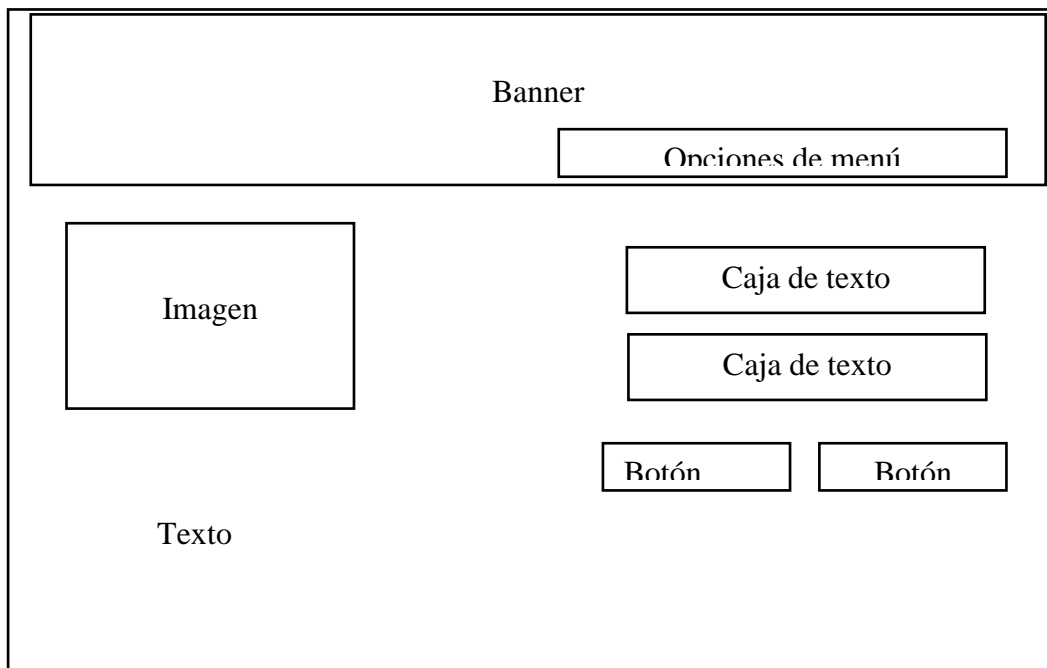 Banner
Opciones de menú
Imagen
Caja de texto
Caja de texto
Botón
Botón
Texto